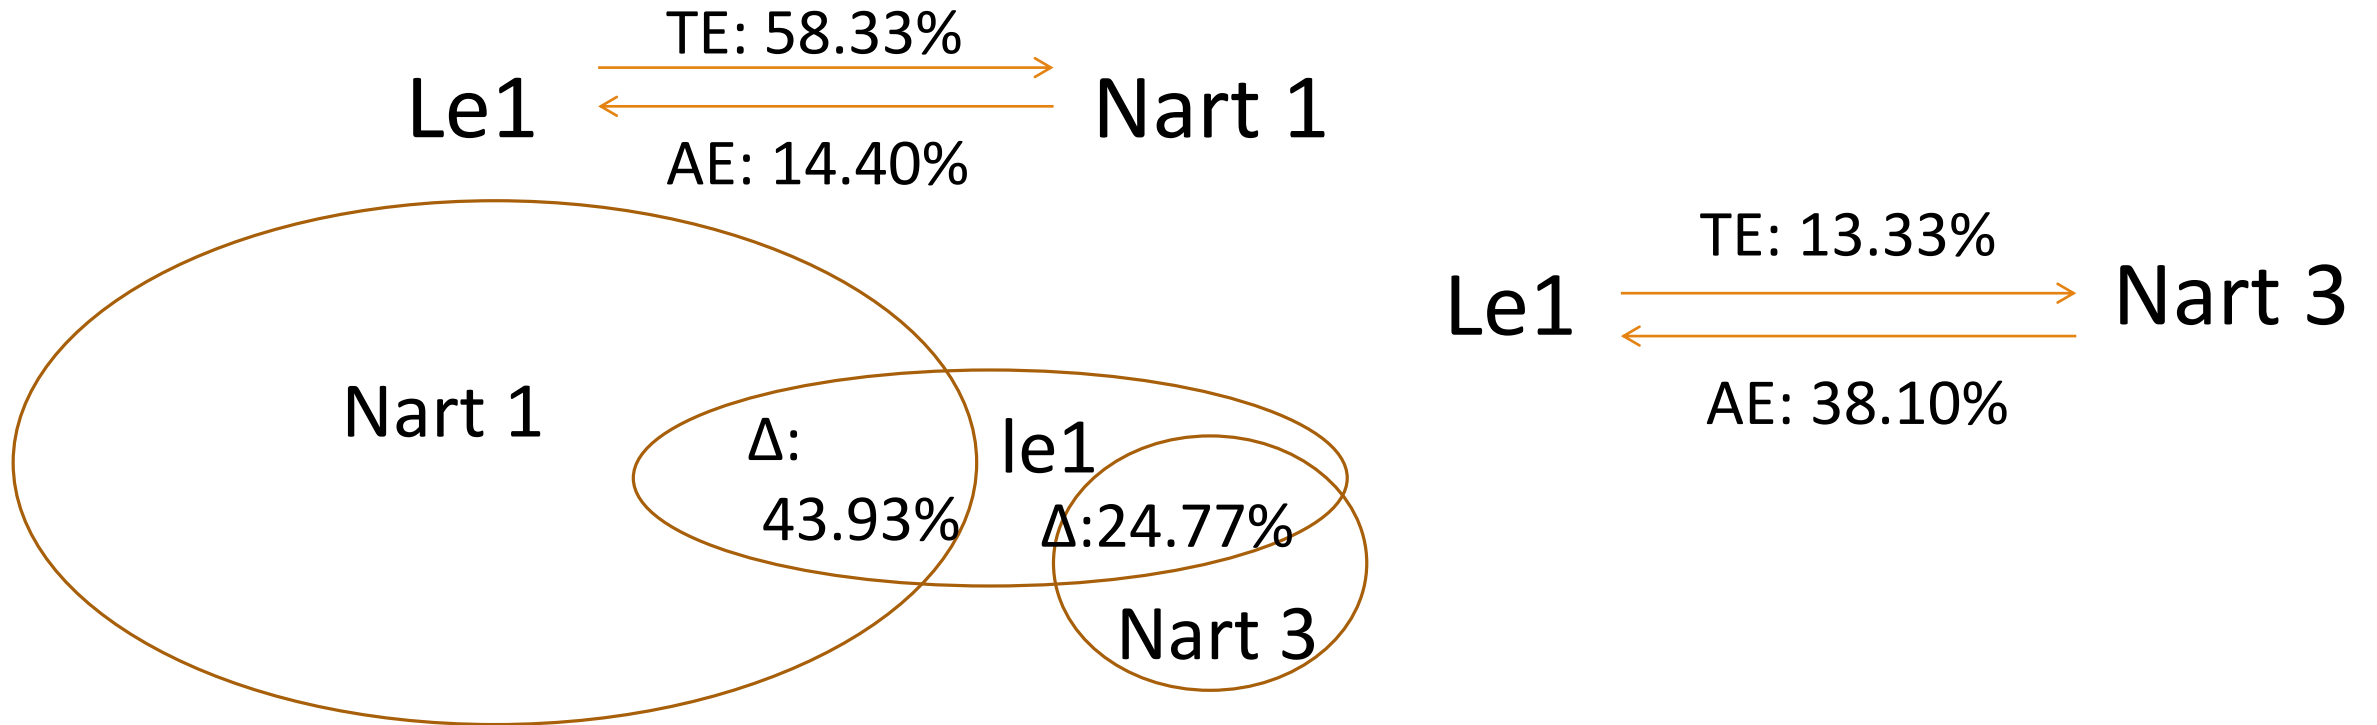 TE: 58.33%
Le1
Nart 1
AE: 14.40%
TE: 13.33%
Le1
Nart 3
AE: 38.10%
Nart 1
Δ:
43.93%
le1
Δ:24.77%
Nart 3